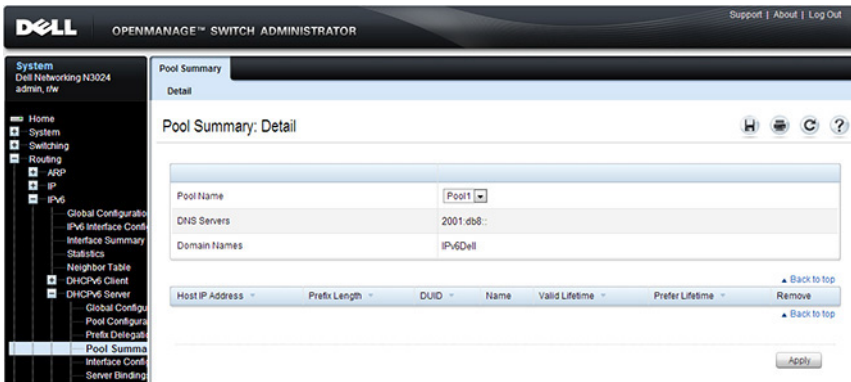 Support | About | Log Out
DELL OPENMANAGE™ SWITCH ADMINISTRATOR
System
Dell Networking N3024
admin, r/w
Home
System
Switching
Routing
ARP
IP
IPv6
Global Configuratio
IPv6 Interface Confi
Interface Summary
Statistics
Neighbor Table
DHCPv6 Client
DHCPv6 Server
Global Configu
Pool Configura
Prefix Delegati
Pool Summa
Interface Confi
Server Binding
Pool Summary
Detail
Pool Summary: Detail
H C ?
Pool Name Pool1
DNS Servers 2001:db8::
Domain Names IPv6Dell
Back to top
Host IP Address Prefix Length DUID Name Valid Lifetime Prefer Lifetime Remove
Back to top
Apply